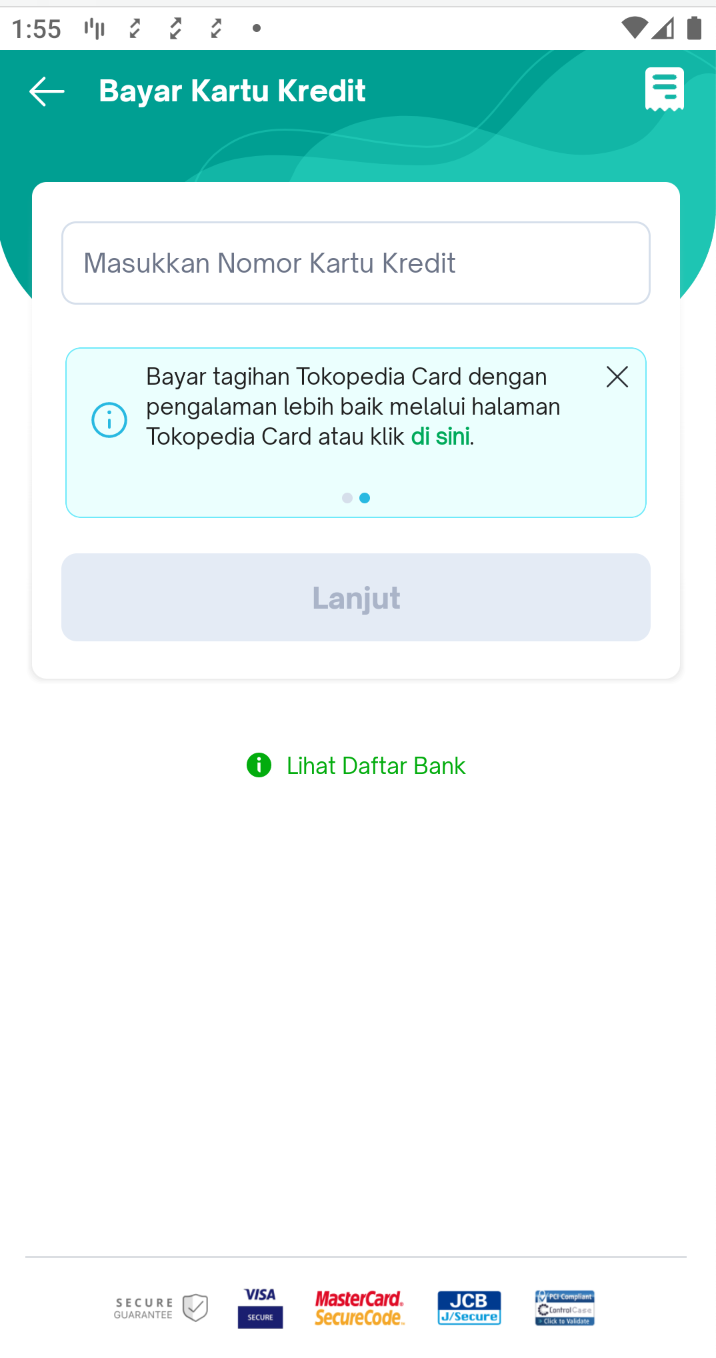 1:55
Bayar Kartu Kredit
Masukkan Nomor Kartu Kredit
Bayar tagihan Tokopedia Card dengan
pengalaman lebih baik melalui halaman
Tokopedia Card atau klik di sini.
Lanjut
Lihat Daftar Bank
SECURE
GUARANTEE
VISA
SECURE
MasterCard.
SecureCode.
JCB
J/Secure
PCI Compliant
ControlCase
> Click to Validate